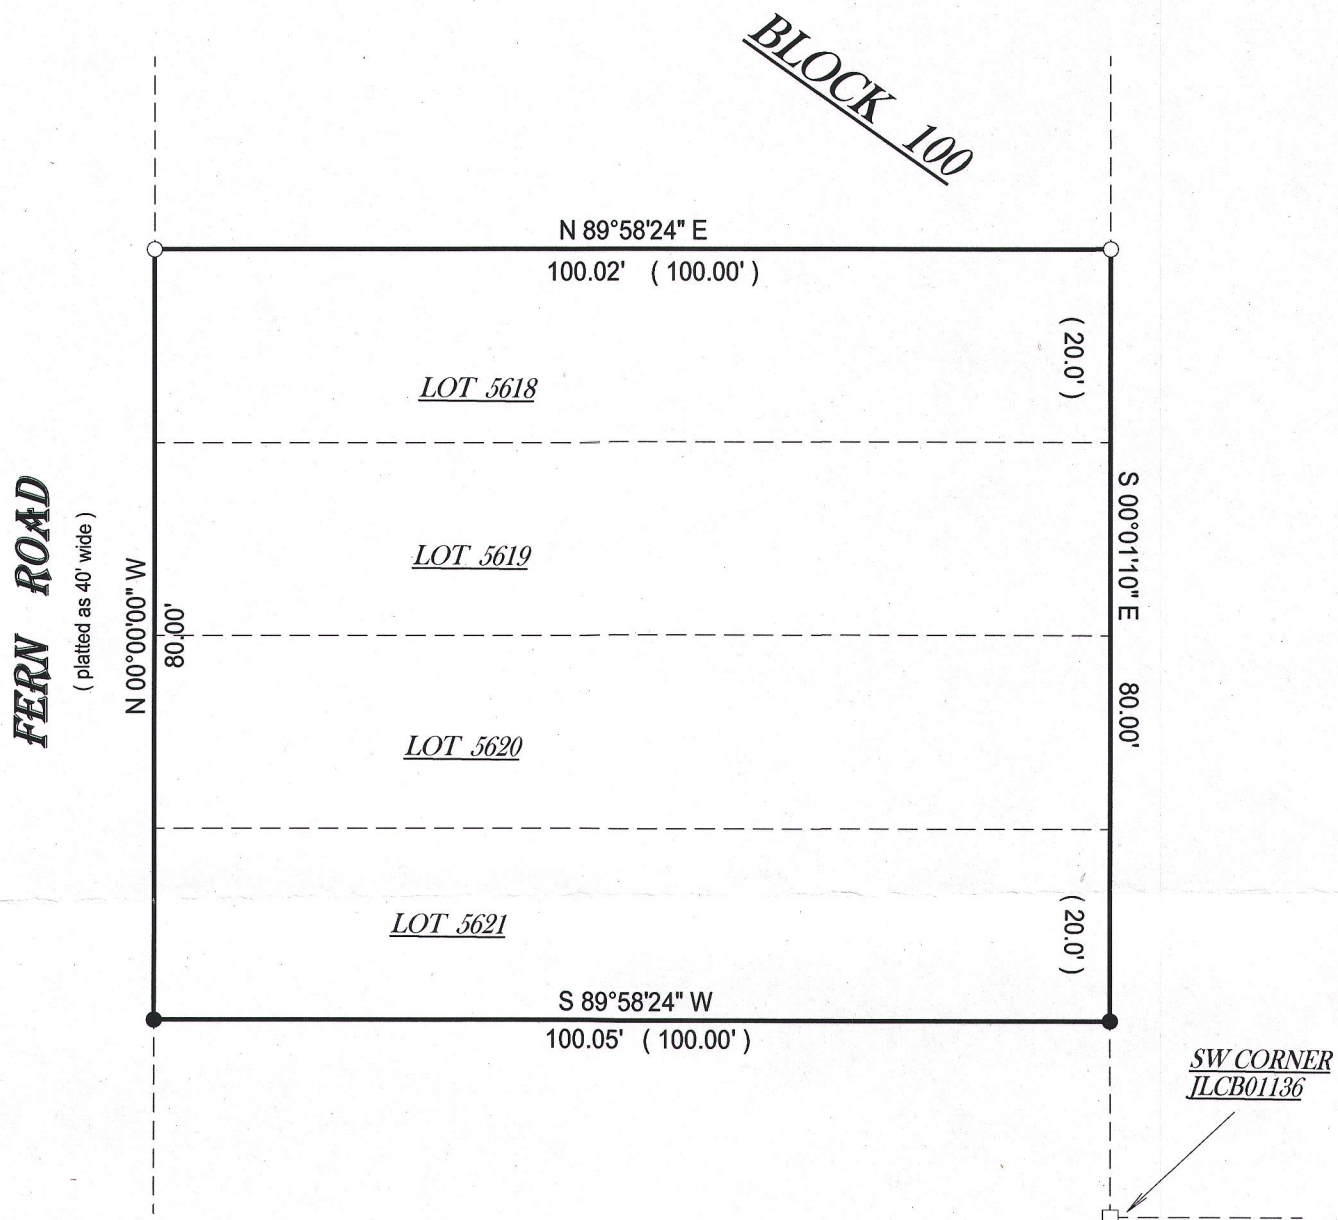 BLOCK 100
N 89°58'24" E
100.02' ( 100.00' )
( 20.0' )
LOT 5618
LOT 5619
S 00°01'10" E 80.00'
FERN ROAD
( platted as 40' wide )
N 00°00'00" W
80.00'
LOT 5620
LOT 5621
( 20.0' )
S 89°58'24" W
100.05' ( 100.00' )
SW CORNER
JLCB01136